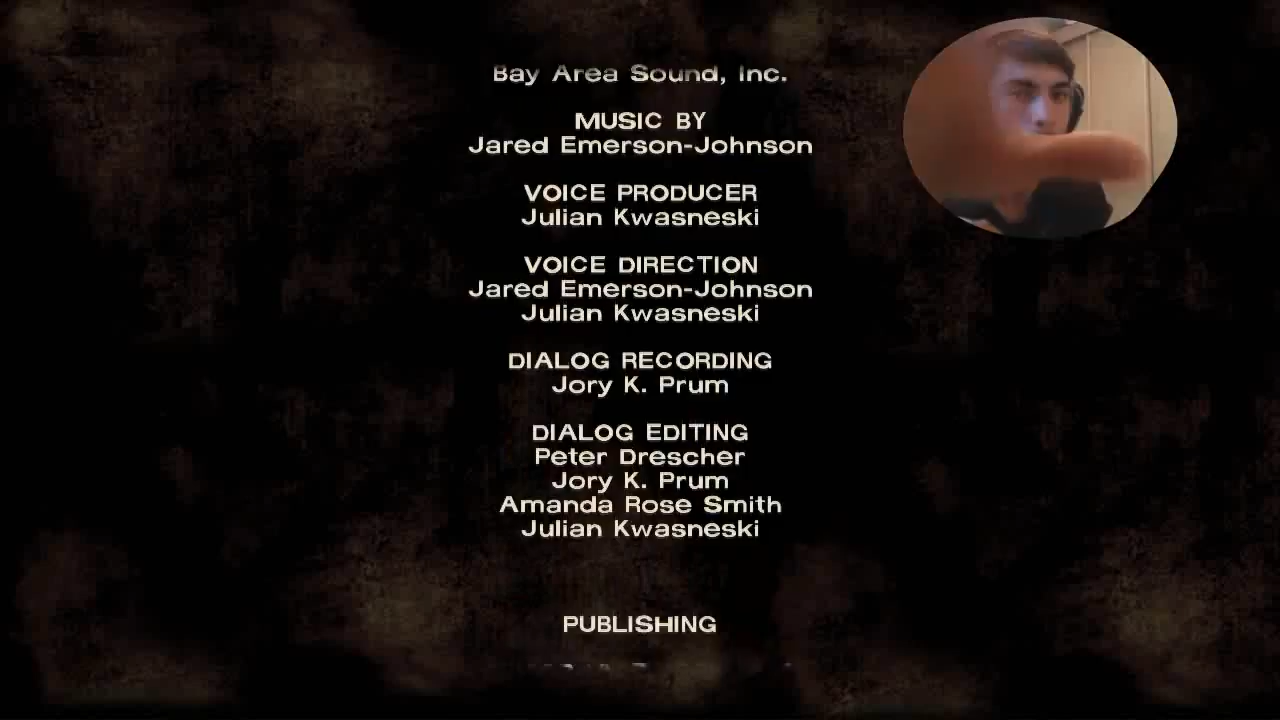 Bay Area Sound, Inc.
MUSIC BY
Jared Emerson-Johnson
VOICE PRODUCER
Julian Kwasneski
VOICE DIRECTION
Jared Emerson-Johnson
Julian Kwasneski
DIALOG RECORDING
Jory K. Prum
DIALOG EDITING
Peter Drescher
Jory K. Prum
Amanda Rose Smith
Julian Kwasneski
PUBLISHING